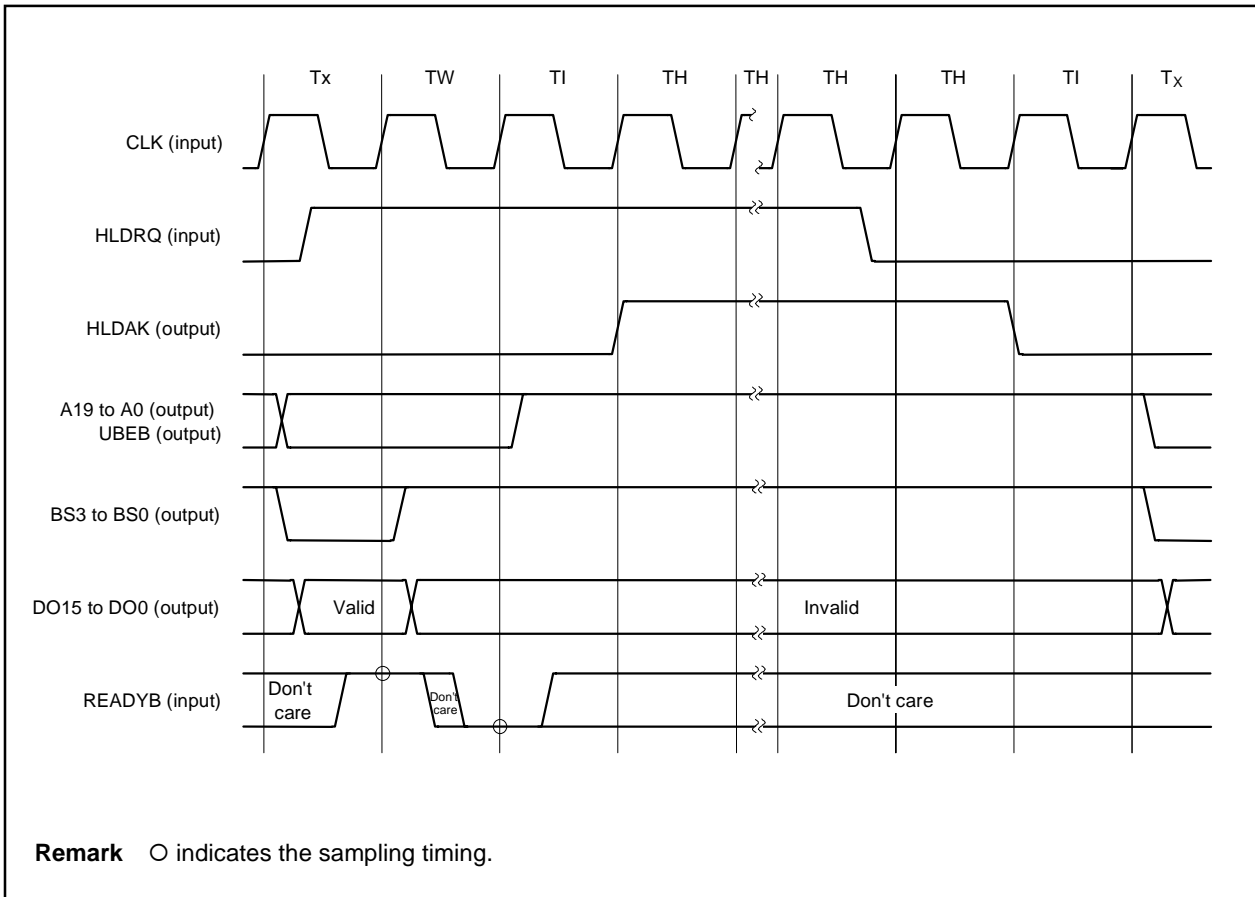 Tx TW TI TH TH TH TH TI TX
CLK (input)
HLDRQ (input)
HLDAK (output)
A19 to A0 (output)
UBEB (output)
BS3 to BS0 (output)
DO15 to DO0 (output) Valid Invalid
READYB (input) Don't care Don't care Don't care
Remark O indicates the sampling timing.